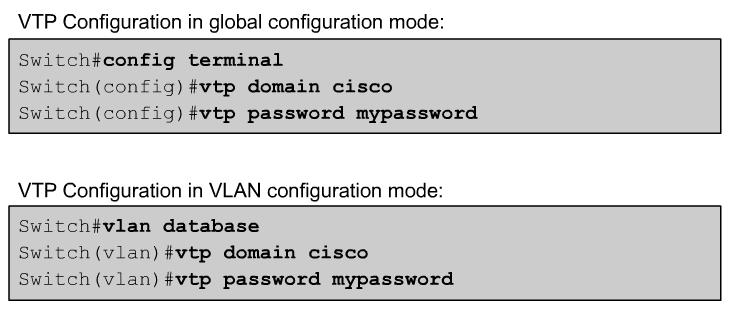 VTP Configuration in global configuration mode:
Switch#config terminal
Switch(config)#vtp domain cisco
Switch(config)#vtp password mypassword
VTP Configuration in VLAN configuration mode:
Switch#vlan database
Switch(vlan)#vtp domain cisco
Switch(vlan)#vtp password mypassword